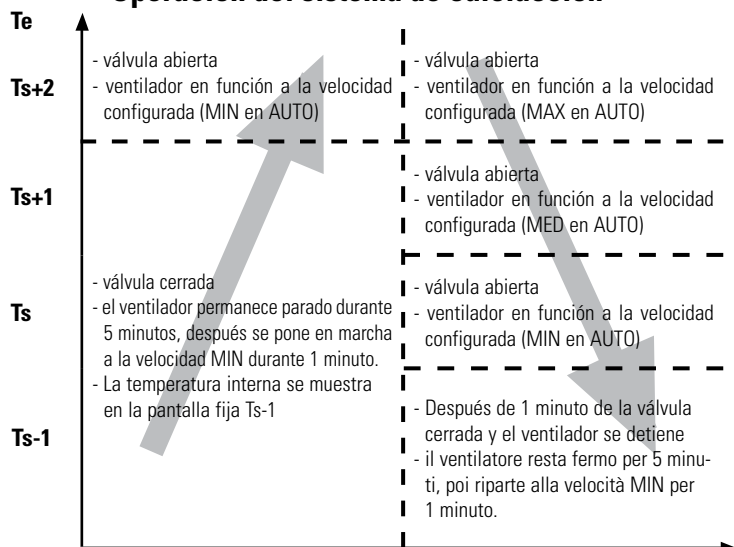 Te
Ts+2
- válvula abierta
- ventilador en función a la velocidad
configurada (MIN en AUTO)
- válvula abierta
- ventilador en función a la velocidad
configurada (MAX en AUTO)
Ts+1
- válvula abierta
- ventilador en función a la velocidad
configurada (MED en AUTO)
Ts
- válvula cerrada
- el ventilador permanece parado durante
5 minutos, después se pone en marcha
a la velocidad MIN durante 1 minuto.
- La temperatura interna se muestra
en la pantalla fija Ts-1
- válvula abierta
- ventilador en función a la velocidad
configurada (MIN en AUTO)
Ts-1
- Después de 1 minuto de la válvula
cerrada y el ventilador se detiene
- il ventilatore resta fermo per 5 minu-
ti, poi riparte alla velocità MIN per
1 minuto.